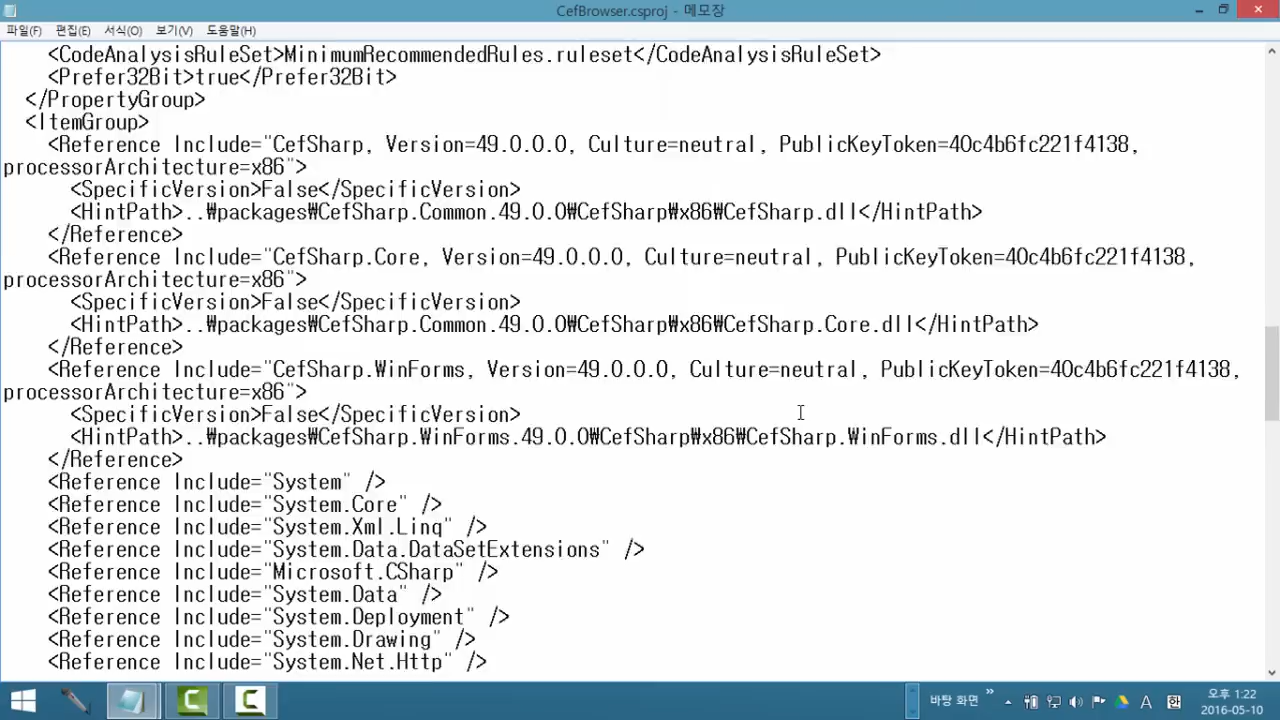 CefBrowser.csproj - 메모장
파일(F) 편집(E) 서식(O) 보기(V) 도움말(H)
<CodeAnalysisRuleSet>MinimumRecommendedRules.ruleset</CodeAnalysisRuleSet>
<Prefer32Bit>true</Prefer32Bit>
</PropertyGroup>
<ItemGroup>
<Reference Include="CefSharp, Version=49.0.0.0, Culture=neutral, PublicKeyToken=40c4b6fc221f4138,
processorArchitecture=x86">
<SpecificVersion>False</SpecificVersion>
<HintPath>..₩packages₩CefSharp.Common.49.0.0₩CefSharp₩x86₩CefSharp.dll</HintPath>
</Reference>
<Reference Include="CefSharp.Core, Version=49.0.0.0, Culture=neutral, PublicKeyToken=40c4b6fc221f4138,
processorArchitecture=x86">
<SpecificVersion>False</SpecificVersion>
<HintPath>..₩packages₩CefSharp.Common.49.0.0₩CefSharp₩x86₩CefSharp.Core.dll</HintPath>
</Reference>
<Reference Include="CefSharp.WinForms, Version=49.0.0.0, Culture=neutral, PublicKeyToken=40c4b6fc221f4138,
processorArchitecture=x86">
<SpecificVersion>False</SpecificVersion>
<HintPath>..₩packages₩CefSharp.WinForms.49.0.0₩CefSharp₩x86₩CefSharp.WinForms.dll</HintPath>
</Reference>
<Reference Include="System" />
<Reference Include="System.Core" />
<Reference Include="System.Xml.Linq" />
<Reference Include="System.Data.DataSetExtensions" />
<Reference Include="Microsoft.CSharp" />
<Reference Include="System.Data" />
<Reference Include="System.Deployment" />
<Reference Include="System.Drawing" />
<Reference Include="System.Net.Http" />
바탕 화면 » A 한 오후 1:22
2016-05-10